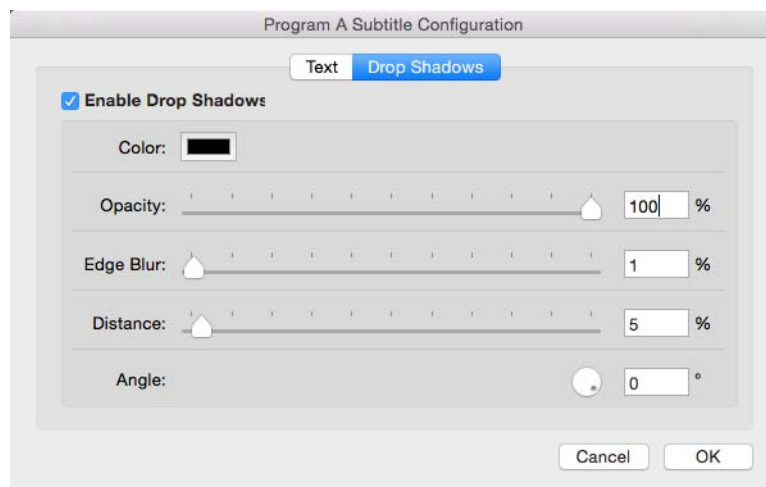 Program A Subtitle Configuration
Text Drop Shadows
Enable Drop Shadows
Color:
Opacity: 100 %
Edge Blur: 1 %
Distance: 5 %
Angle: 0 °
Cancel OK